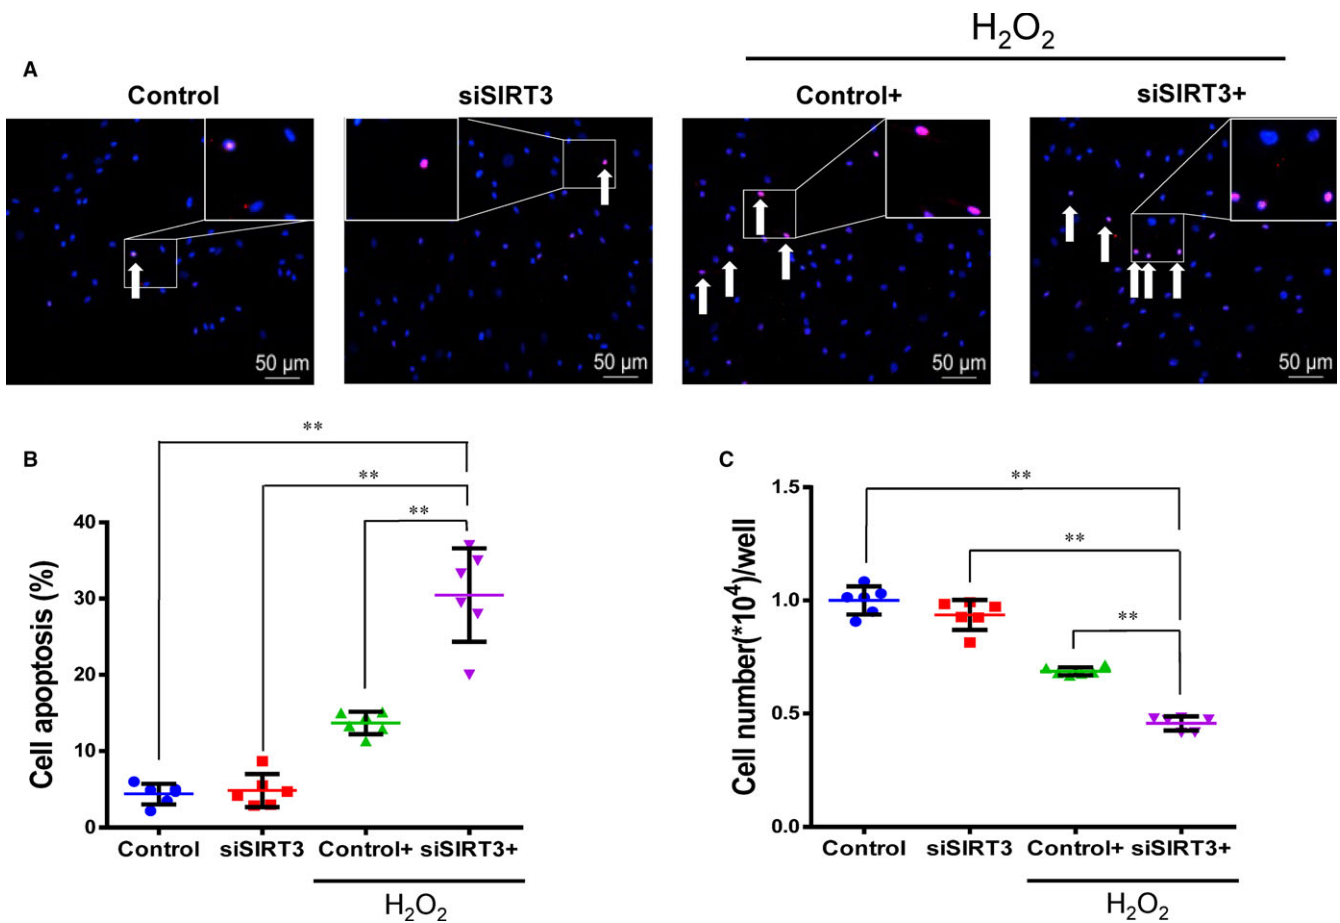 H₂O₂
A
Control siSIRT3 Control+ siSIRT3+
50 µm 50 µm 50 µm 50 µm
B
**
**
**
Cell apoptosis (%)
40
30
20
10
0
Control siSIRT3 Control+ siSIRT3+
H₂O₂
C
**
**
**
Cell number(*10⁴)/well
1.5
1.0
0.5
0.0
Control siSIRT3 Control+ siSIRT3+
H₂O₂